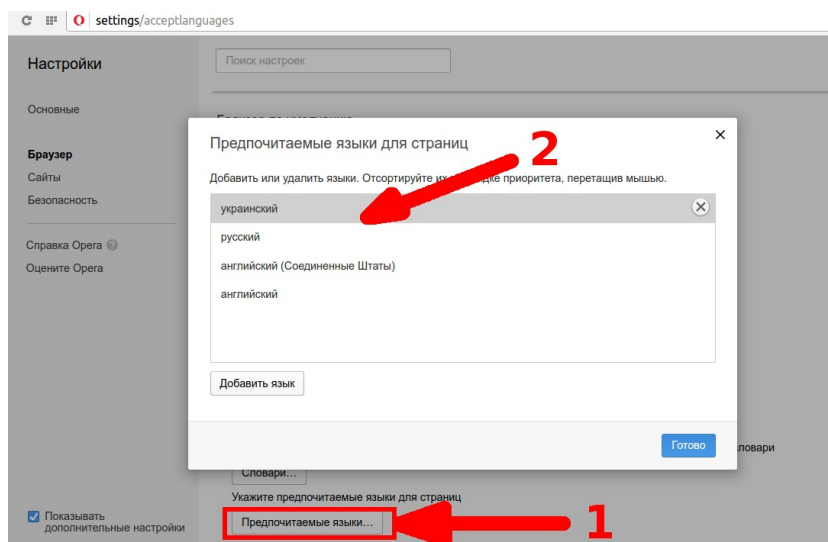 settings/acceptlanguages
Настройки
Поиск настроек
Основные
Браузер
Сайты
Безопасность
Справка Opera
Оцените Opera
Показывать
дополнительные настройки
Предпочитаемые языки для страниц
2
Добавить или удалить языки. Отсортируйте их приоритета, перетащив мышью.
украинский
русский
английский (Соединенные Штаты)
английский
Добавить язык
Готово
Словари...
Укажите предпочитаемые языки для страниц
Предпочитаемые языки...
1